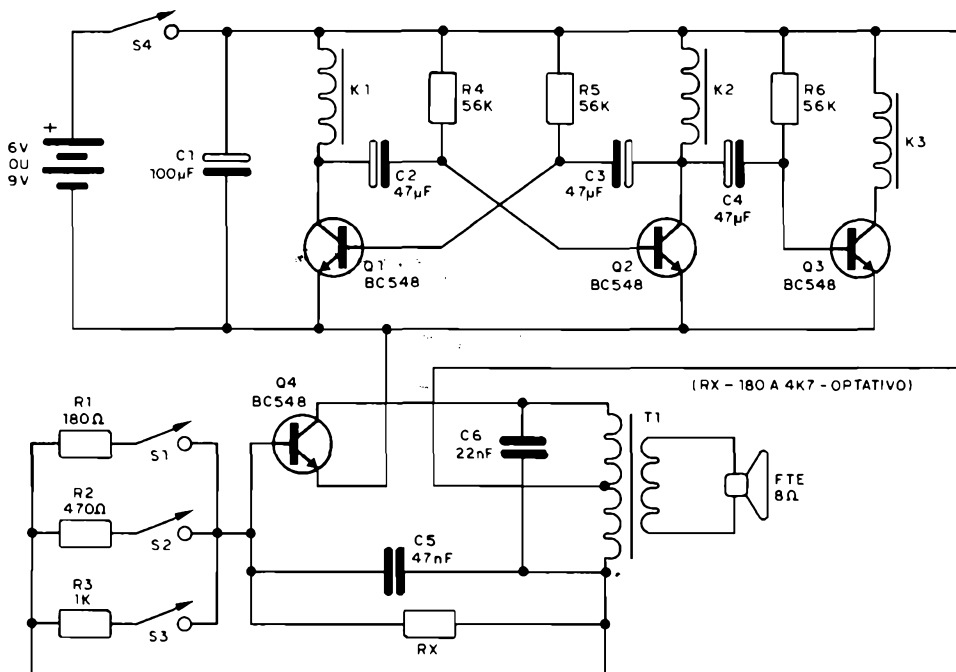 S4
+
6V
OU
9V
C1
100µF
K1
R4
56K
R5
56K
K2
R6
56K
K3
C2
47µF
C3
47µF
C4
47µF
Q1
BC548
Q2
BC548
Q3
BC548
(RX – 180 A 4K7 – OPTATIVO)
Q4
BC548
R1
180Ω
S1
R2
470Ω
S2
R3
1K
S3
C6
22nF
C5
47nF
RX
T1
FTE
8Ω